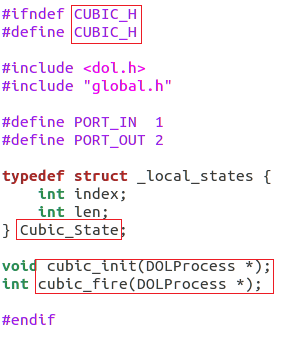 #ifndef CUBIC_H
#define CUBIC_H
#include <dol.h>
#include "global.h"
#define PORT_IN  1
#define PORT_OUT 2
typedef struct _local_states {
    int index;
    int len;
} Cubic_State;
void cubic_init(DOLProcess *);
int cubic_fire(DOLProcess *);
#endif